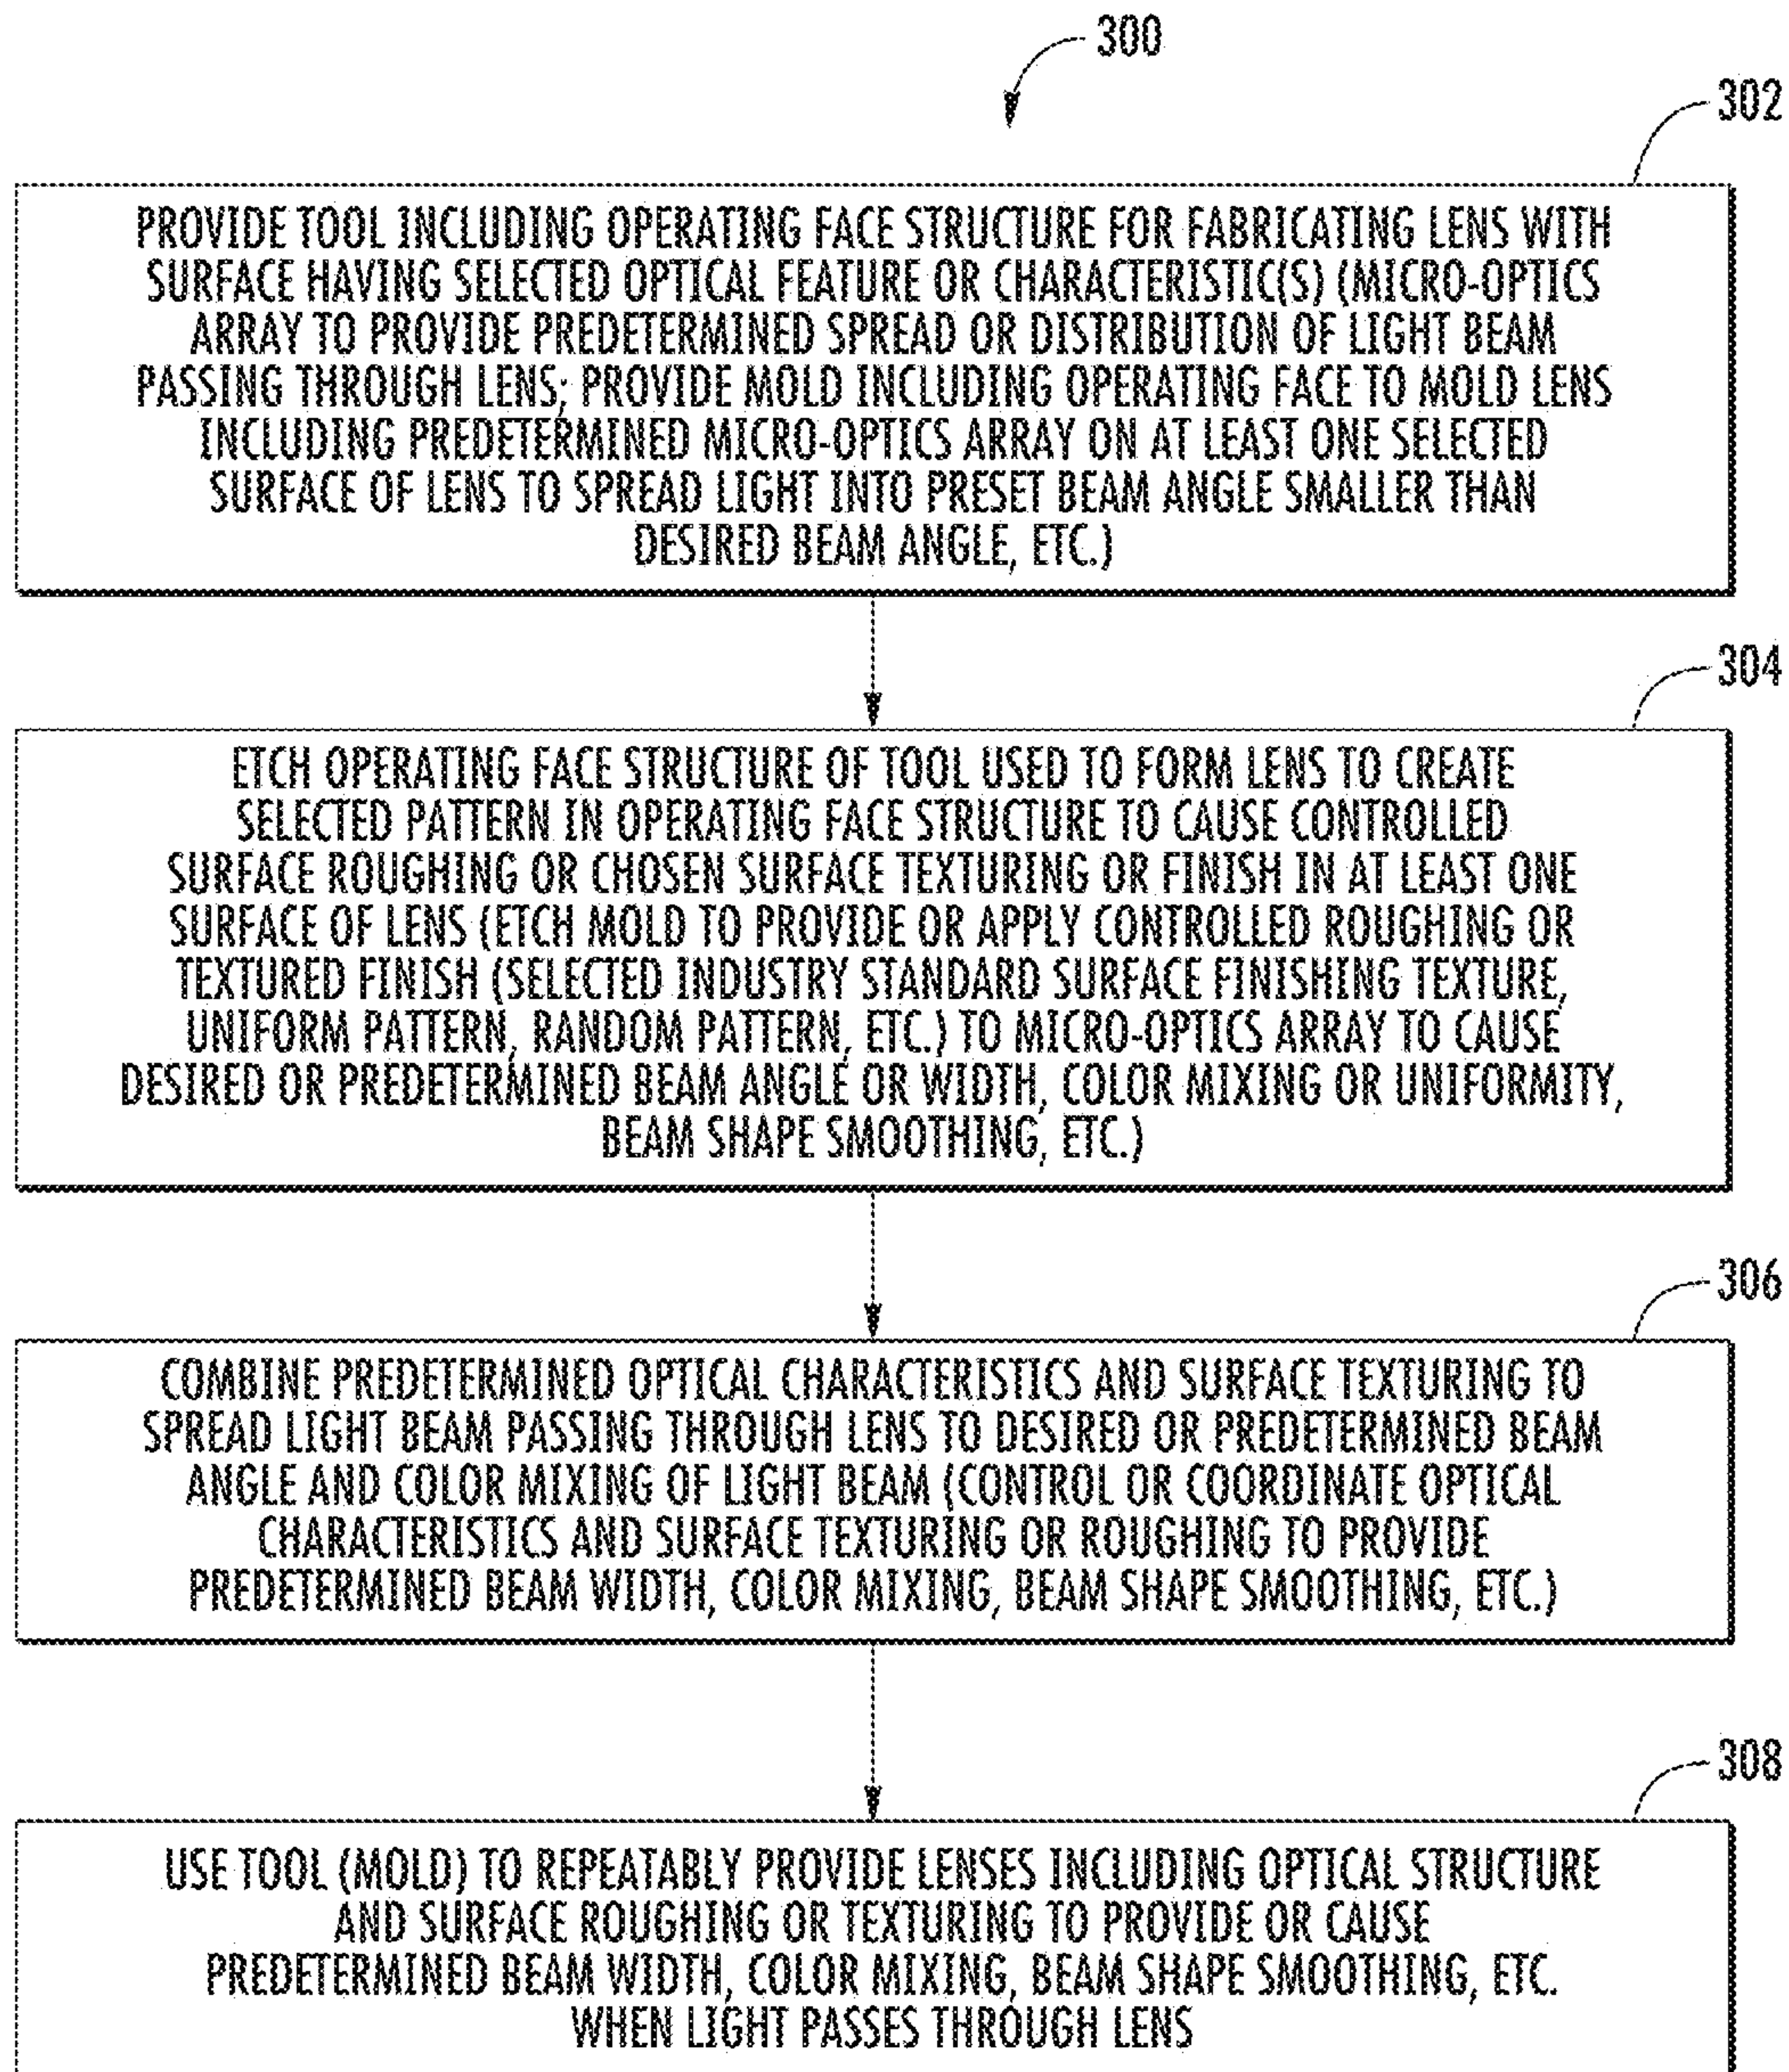 300
302
PROVIDE TOOL INCLUDING OPERATING FACE STRUCTURE FOR FABRICATING LENS WITH
SURFACE HAVING SELECTED OPTICAL FEATURE OR CHARACTERISTIC(S) (MICRO-OPTICS
ARRAY TO PROVIDE PREDETERMINED SPREAD OR DISTRIBUTION OF LIGHT BEAM
PASSING THROUGH LENS; PROVIDE MOLD INCLUDING OPERATING FACE TO MOLD LENS
INCLUDING PREDETERMINED MICRO-OPTICS ARRAY ON AT LEAST ONE SELECTED
SURFACE OF LENS TO SPREAD LIGHT INTO PRESET BEAM ANGLE SMALLER THAN
DESIRED BEAM ANGLE, ETC.)
304
ETCH OPERATING FACE STRUCTURE OF TOOL USED TO FORM LENS TO CREATE
SELECTED PATTERN IN OPERATING FACE STRUCTURE TO CAUSE CONTROLLED
SURFACE ROUGHING OR CHOSEN SURFACE TEXTURING OR FINISH IN AT LEAST ONE
SURFACE OF LENS (ETCH MOLD TO PROVIDE OR APPLY CONTROLLED ROUGHING OR
TEXTURED FINISH (SELECTED INDUSTRY STANDARD SURFACE FINISHING TEXTURE,
UNIFORM PATTERN, RANDOM PATTERN, ETC.) TO MICRO-OPTICS ARRAY TO CAUSE
DESIRED OR PREDETERMINED BEAM ANGLE OR WIDTH, COLOR MIXING OR UNIFORMITY,
BEAM SHAPE SMOOTHING, ETC.)
306
COMBINE PREDETERMINED OPTICAL CHARACTERISTICS AND SURFACE TEXTURING TO
SPREAD LIGHT BEAM PASSING THROUGH LENS TO DESIRED OR PREDETERMINED BEAM
ANGLE AND COLOR MIXING OF LIGHT BEAM (CONTROL OR COORDINATE OPTICAL
CHARACTERISTICS AND SURFACE TEXTURING OR ROUGHING TO PROVIDE
PREDETERMINED BEAM WIDTH, COLOR MIXING, BEAM SHAPE SMOOTHING, ETC.)
308
USE TOOL (MOLD) TO REPEATABLY PROVIDE LENSES INCLUDING OPTICAL STRUCTURE
AND SURFACE ROUGHING OR TEXTURING TO PROVIDE OR CAUSE
PREDETERMINED BEAM WIDTH, COLOR MIXING, BEAM SHAPE SMOOTHING, ETC.
WHEN LIGHT PASSES THROUGH LENS